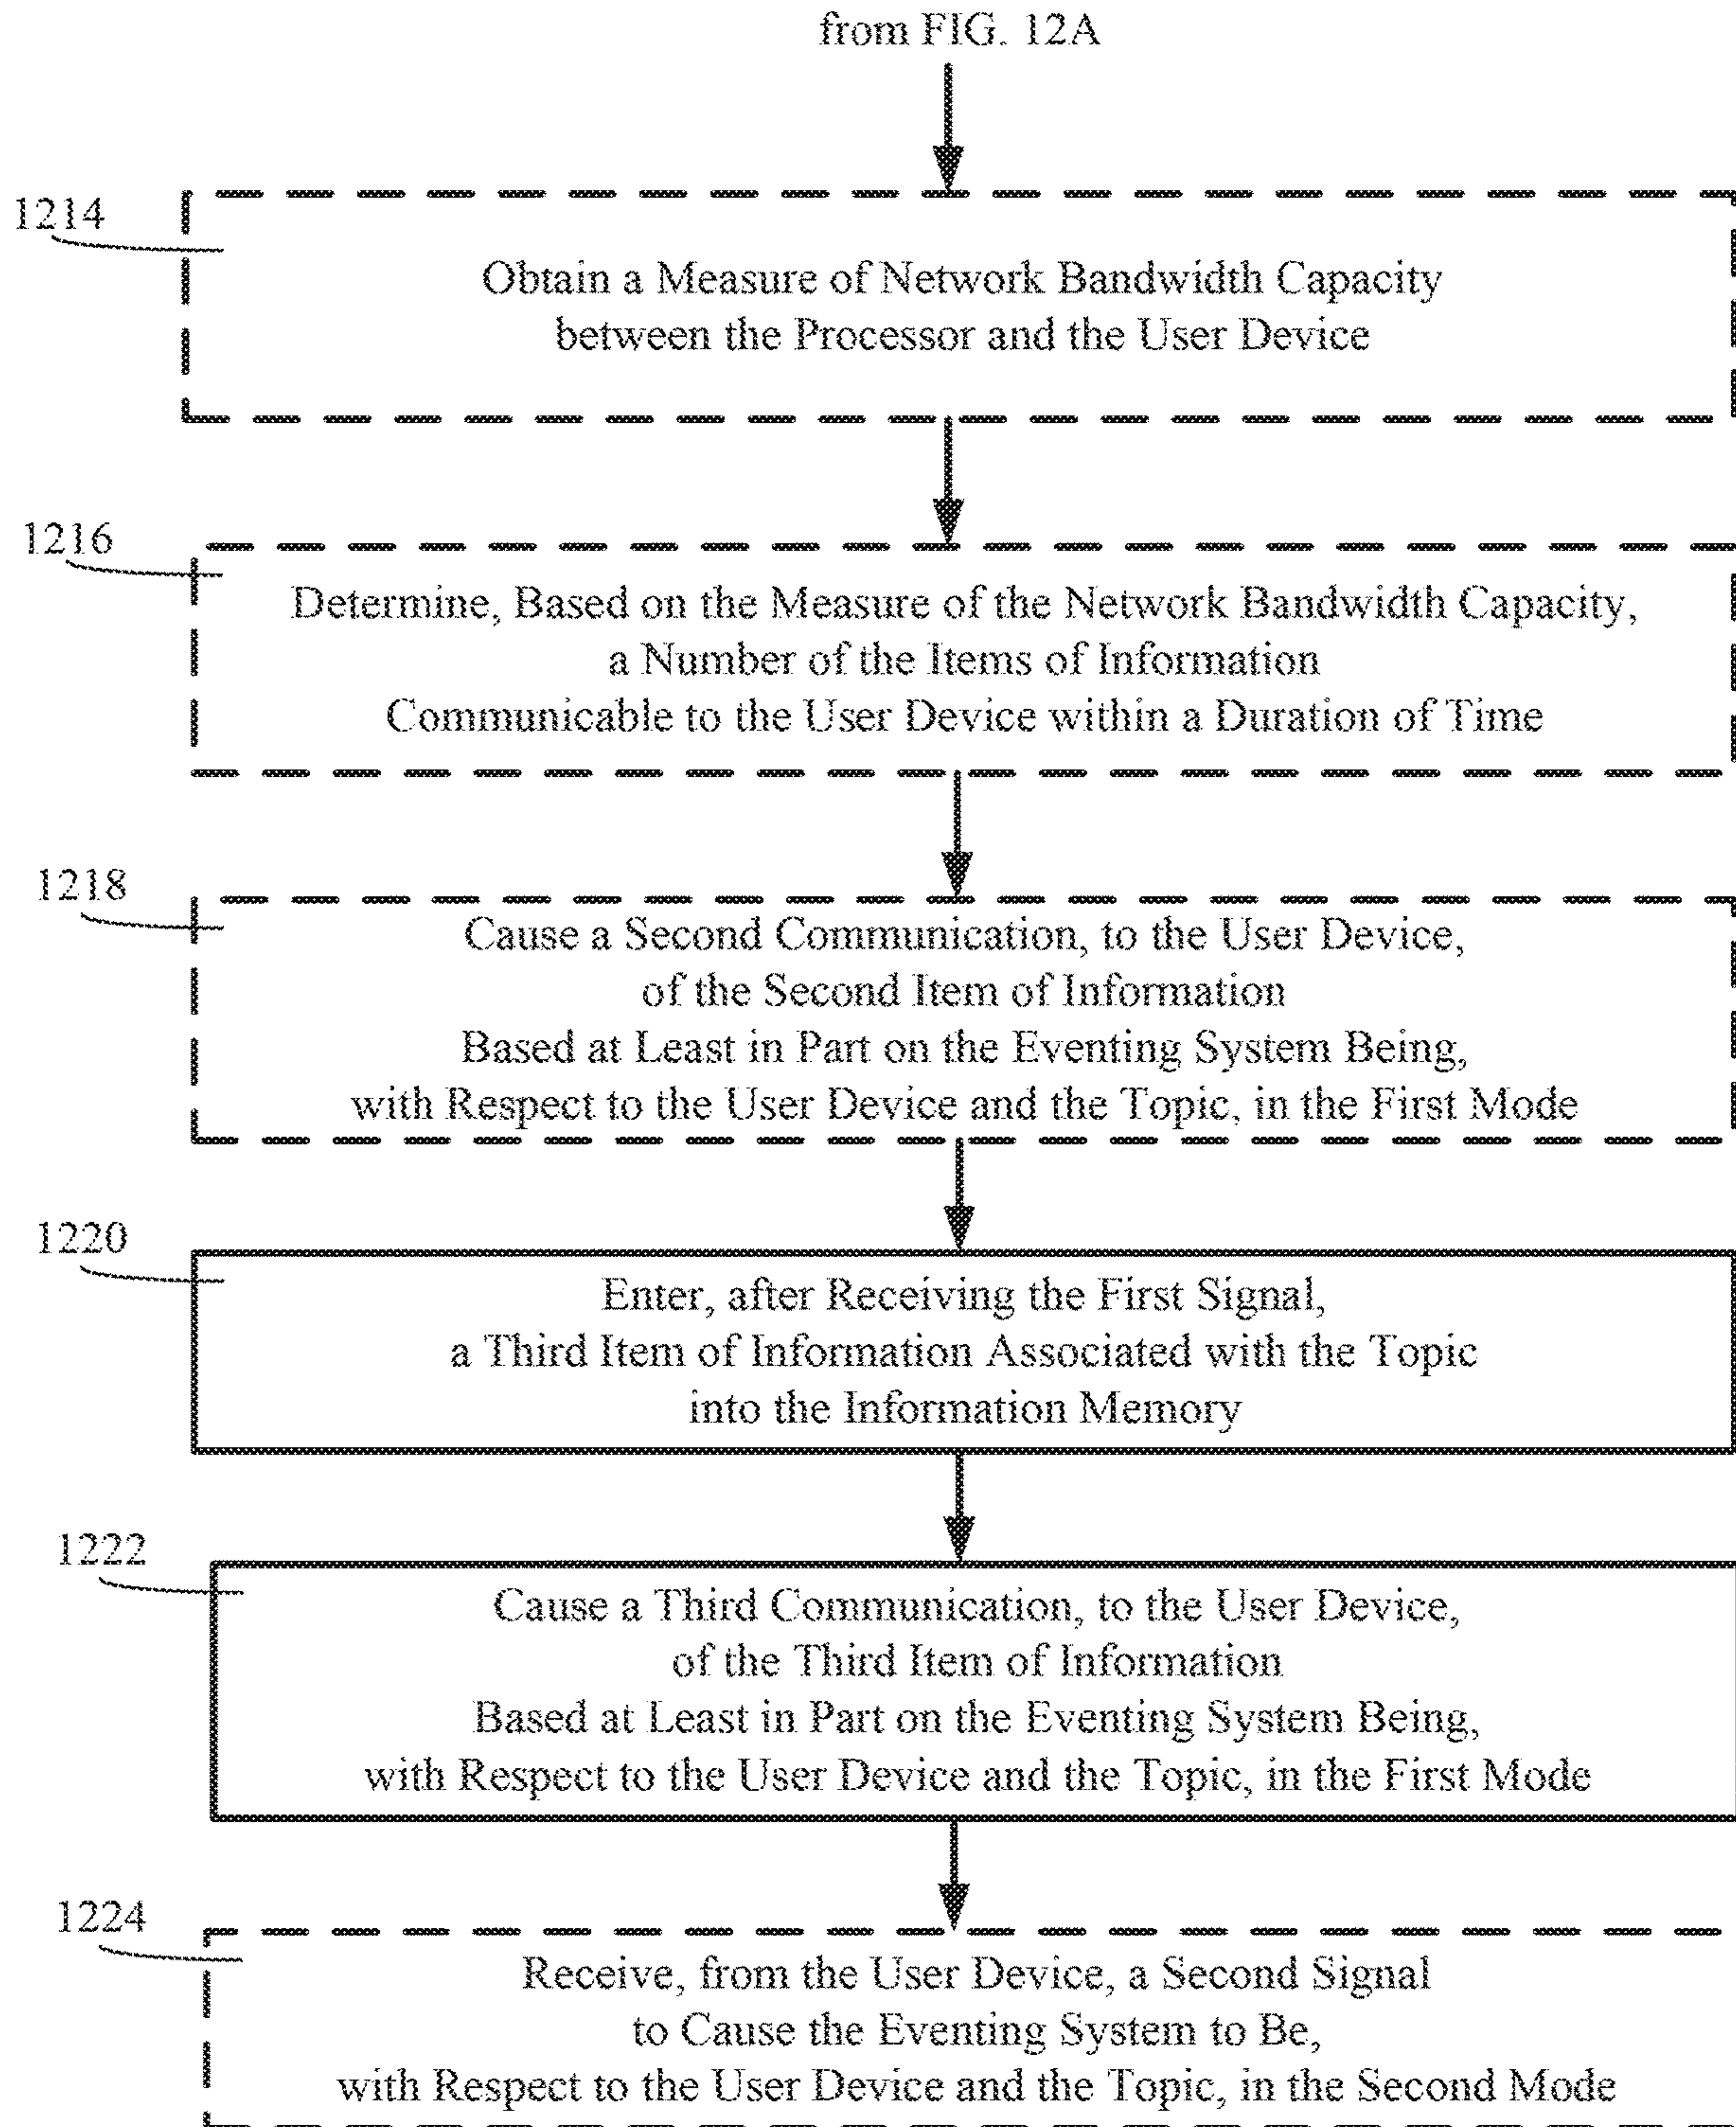 from FIG. 12A
1214
Obtain a Measure of Network Bandwidth Capacity
between the Processor and the User Device
1216
Determine, Based on the Measure of the Network Bandwidth Capacity,
a Number of the Items of Information
Communicable to the User Device within a Duration of Time
1218
Cause a Second Communication, to the User Device,
of the Second Item of Information
Based at Least in Part on the Eventing System Being,
with Respect to the User Device and the Topic, in the First Mode
1220
Enter, after Receiving the First Signal,
a Third Item of Information Associated with the Topic
into the Information Memory
1222
Cause a Third Communication, to the User Device,
of the Third Item of Information
Based at Least in Part on the Eventing System Being,
with Respect to the User Device and the Topic, in the First Mode
1224
Receive, from the User Device, a Second Signal
to Cause the Eventing System to Be,
with Respect to the User Device and the Topic, in the Second Mode